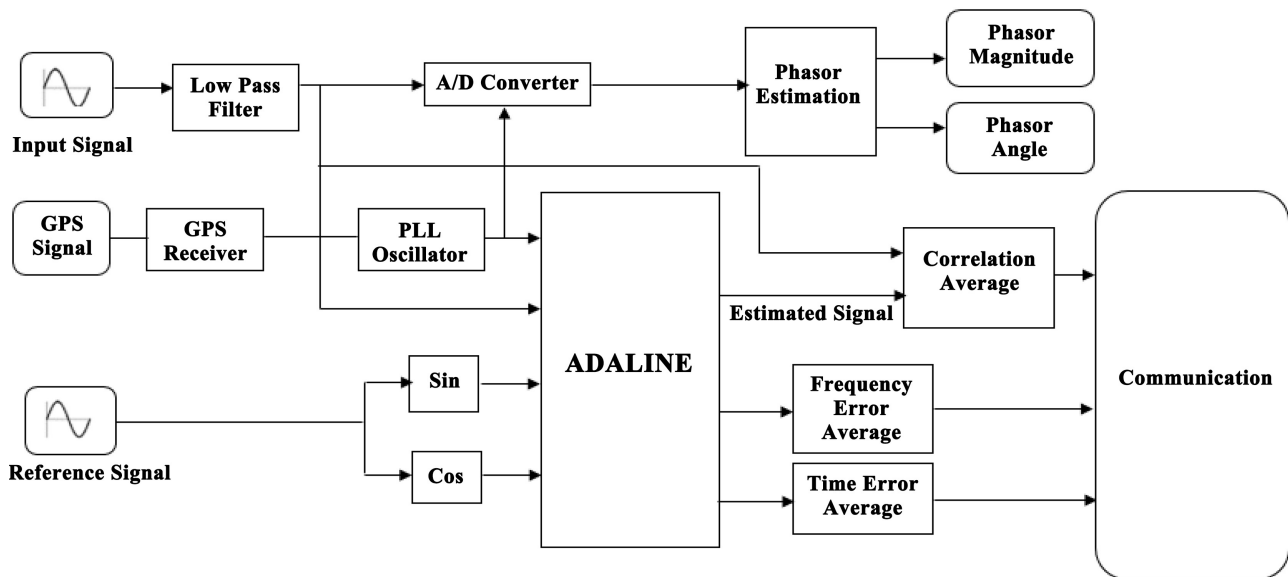 Input Signal
Low Pass
Filter
A/D Converter
Phasor
Estimation
Phasor
Magnitude
Phasor
Angle
GPS
Signal
GPS
Receiver
PLL
Oscillator
Correlation
Average
Estimated Signal
ADALINE
Sin
Cos
Reference Signal
Frequency
Error
Average
Time Error
Average
Communication